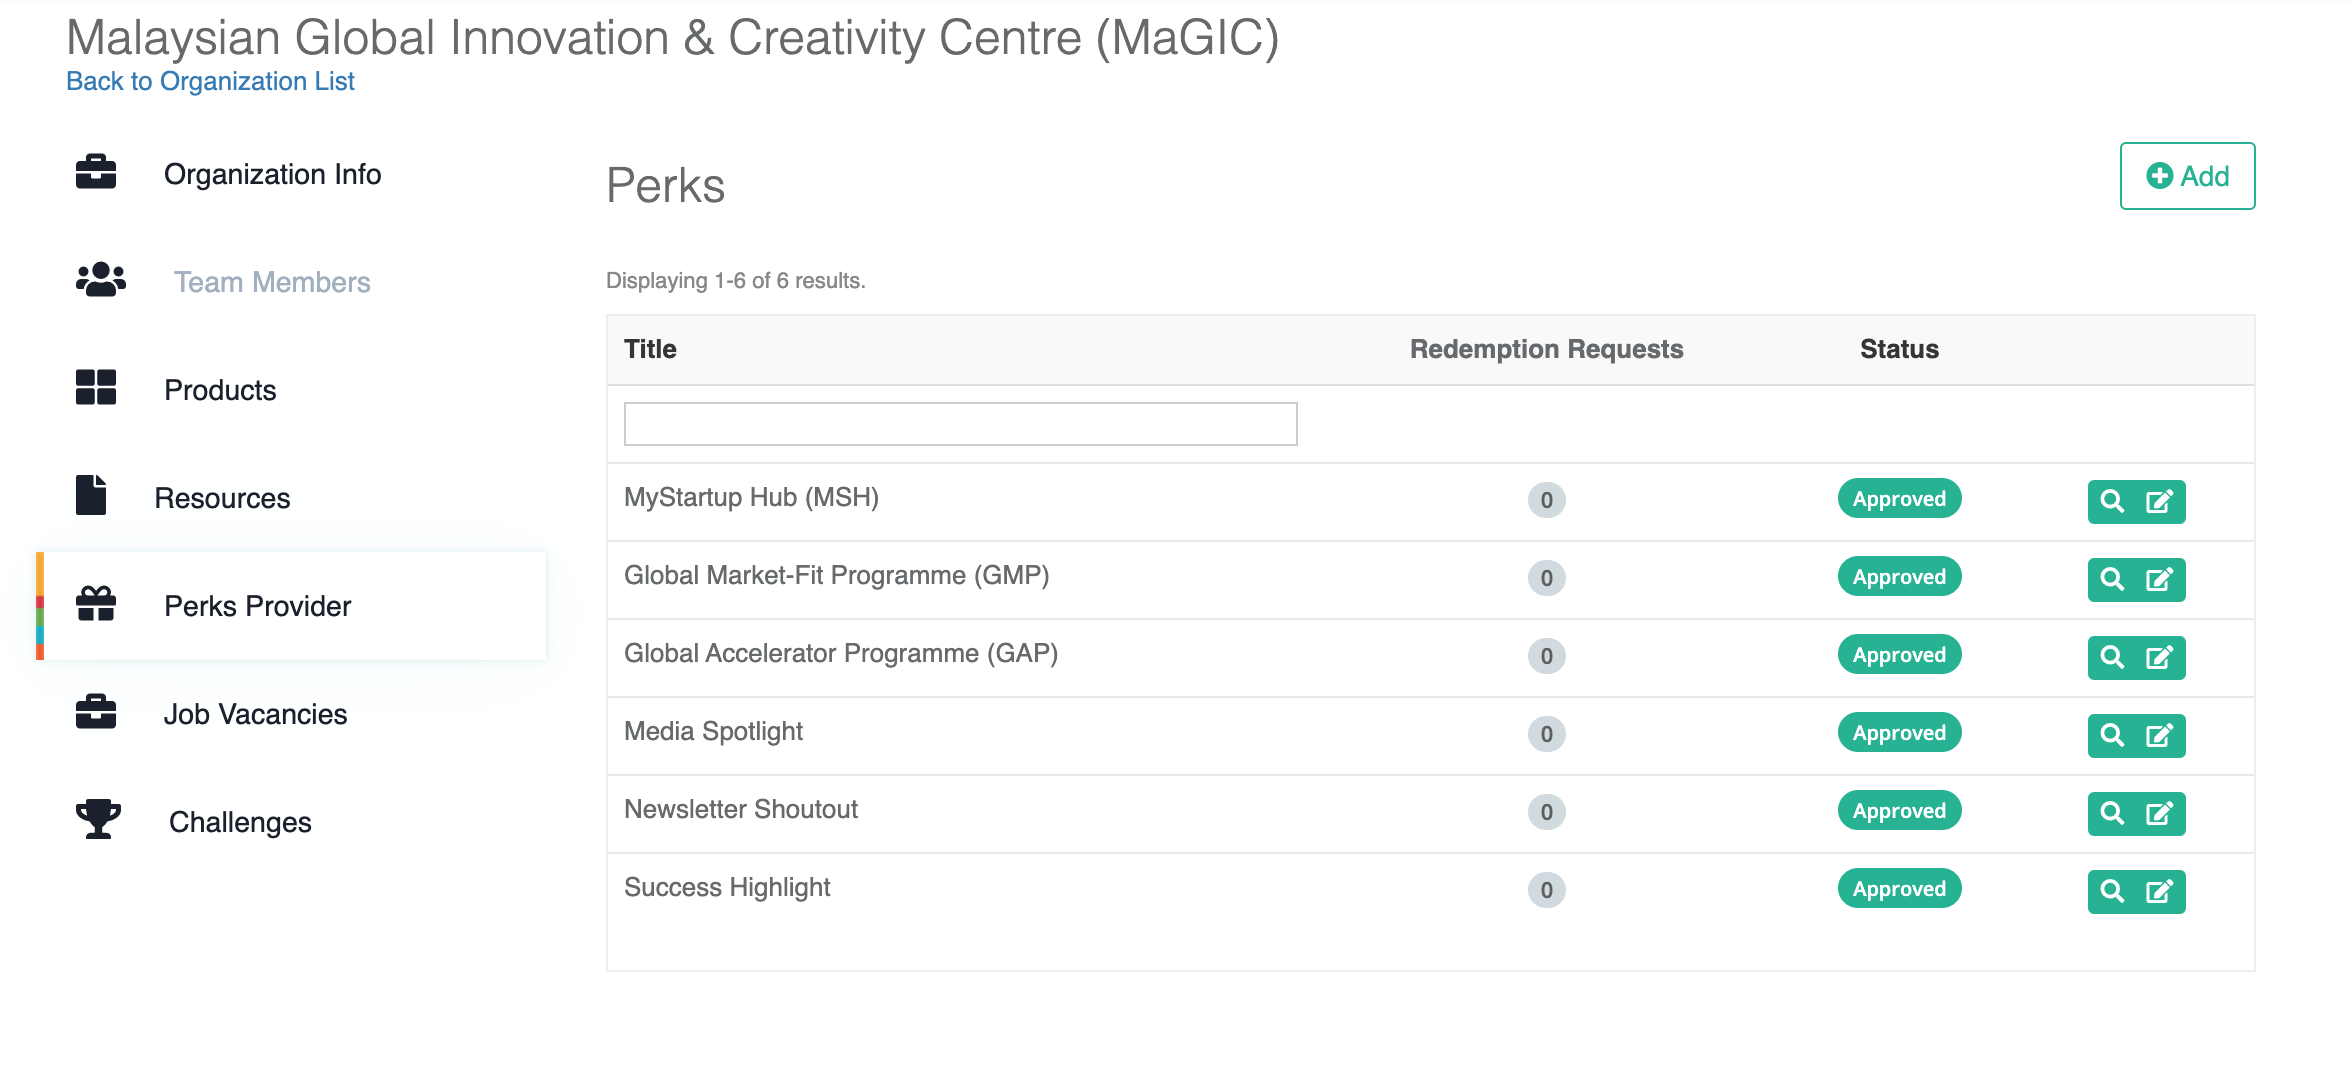 Malaysian Global Innovation & Creativity Centre (MaGIC)
Back to Organization List
Organization Info
Team Members
Products
Resources
Perks Provider
Job Vacancies
Challenges
Perks
Add
Displaying 1-6 of 6 results.
Title Redemption Requests Status
MyStartup Hub (MSH) 0 Approved
Global Market-Fit Programme (GMP) 0 Approved
Global Accelerator Programme (GAP) 0 Approved
Media Spotlight 0 Approved
Newsletter Shoutout 0 Approved
Success Highlight 0 Approved